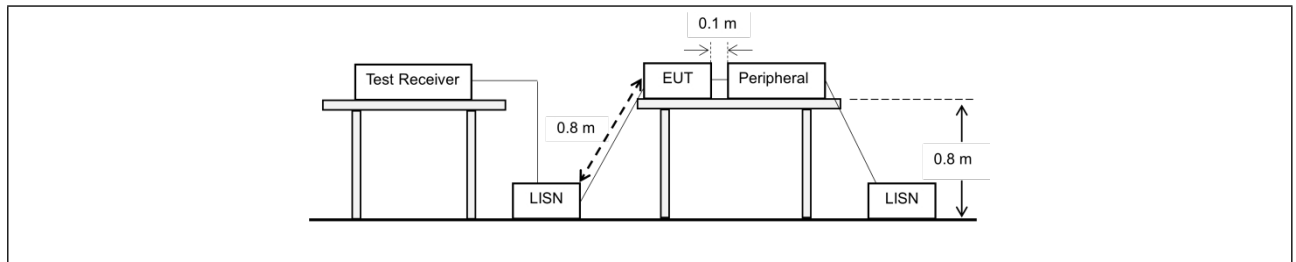 0.1 m
Test Receiver
EUT
Peripheral
0.8 m
0.8 m
LISN
LISN